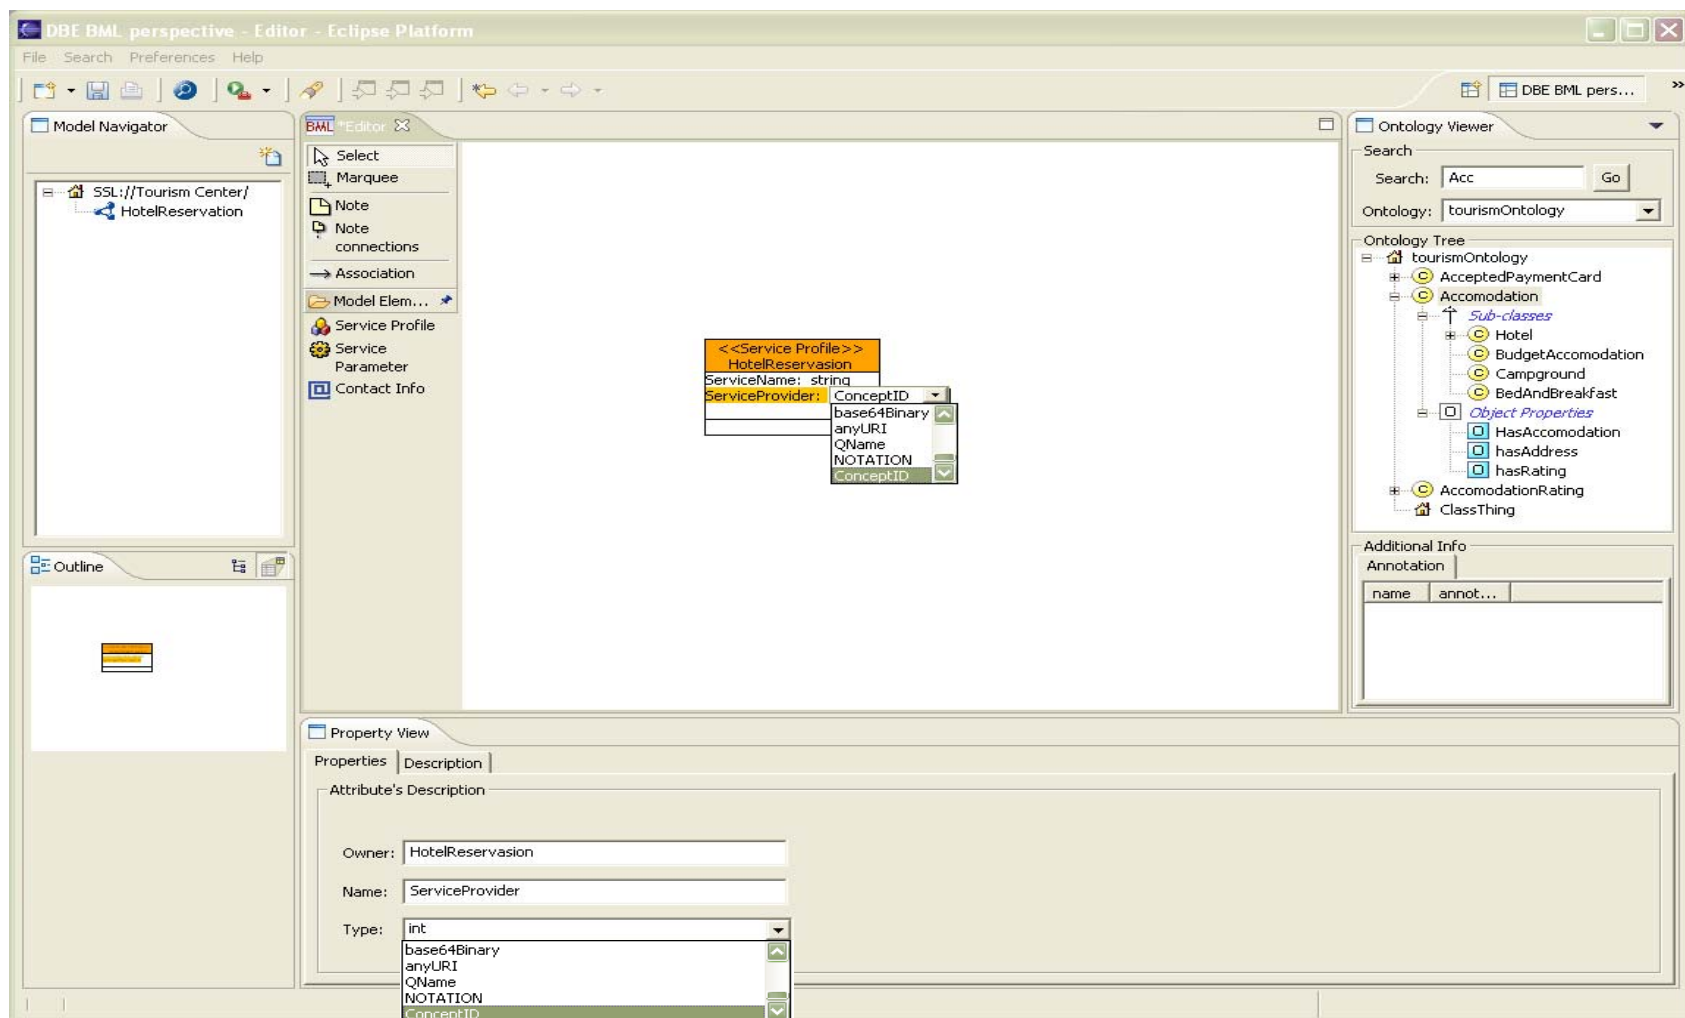 DBE BML perspective - Editor - Eclipse Platform
File Search Preferences Help
DBE BML pers... »
Model Navigator
SSL://Tourism Center/
HotelReservation
Outline
BML *Editor
Select
Marquee
Note
Note
connections
Association
Model Elem...
Service Profile
Service
Parameter
Contact Info
<<Service Profile>>
HotelReservasion
ServiceName: string
ServiceProvider: ConceptID
base64Binary
anyURI
QName
NOTATION
ConceptID
Ontology Viewer
Search
Search: Acc Go
Ontology: tourismOntology
Ontology Tree
tourismOntology
C AcceptedPaymentCard
C Accomodation
Sub-classes
C Hotel
C BudgetAccomodation
C Campground
C BedAndBreakfast
O Object Properties
O HasAccomodation
O hasAddress
O hasRating
C AccomodationRating
ClassThing
Additional Info
Annotation
name annot...
Property View
Properties Description
Attribute's Description
Owner: HotelReservasion
Name: ServiceProvider
Type: int
base64Binary
anyURI
QName
NOTATION
ConceptID